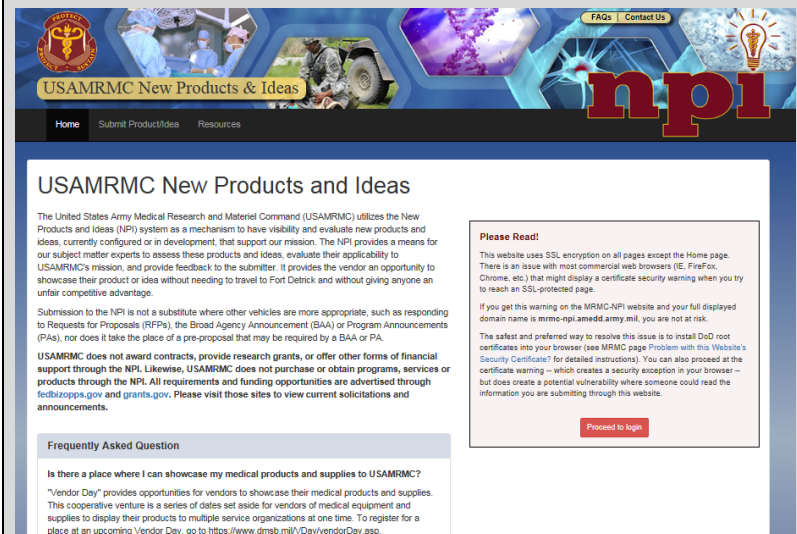 PROTECT
PROJECT
SUSTAIN
FAQs | Contact Us
USAMRMC New Products & Ideas
npi
Home Submit Product/Idea Resources
USAMRMC New Products and Ideas
The United States Army Medical Research and Materiel Command (USAMRMC) utilizes the New
Products and Ideas (NPI) system as a mechanism to have visibility and evaluate new products and
ideas, currently configured or in development, that support our mission. The NPI provides a means for
our subject matter experts to assess these products and ideas, evaluate their applicability to
USAMRMC's mission, and provide feedback to the submitter. It provides the vendor an opportunity to
showcase their product or idea without needing to travel to Fort Detrick and without giving anyone an
unfair competitive advantage.
Submission to the NPI is not a substitute where other vehicles are more appropriate, such as responding
to Requests for Proposals (RFPs), the Broad Agency Announcement (BAA) or Program Announcements
(PAs), nor does it take the place of a pre-proposal that may be required by a BAA or PA.
USAMRMC does not award contracts, provide research grants, or offer other forms of financial
support through the NPI. Likewise, USAMRMC does not purchase or obtain programs, services or
products through the NPI. All requirements and funding opportunities are advertised through
fedbizopps.gov and grants.gov. Please visit those sites to view current solicitations and
announcements.
Please Read!
This website uses SSL encryption on all pages except the Home page.
There is an issue with most commercial web browsers (IE, FireFox,
Chrome, etc.) that might display a certificate security warning when you try
to reach an SSL-protected page.
If you get this warning on the MRMC-NPI website and your full displayed
domain name is mrmc-npi.amedd.army.mil, you are not at risk.
The safest and preferred way to resolve this issue is to install DoD root
certificates into your browser (see MRMC page Problem with this Website's
Security Certificate? for detailed instructions). You can also proceed at the
certificate warning -- which creates a security exception in your browser --
but does create a potential vulnerability where someone could read the
information you are submitting through this website.
Proceed to login
Frequently Asked Question
Is there a place where I can showcase my medical products and supplies to USAMRMC?
"Vendor Day" provides opportunities for vendors to showcase their medical products and supplies.
This cooperative venture is a series of dates set aside for vendors of medical equipment and
supplies to display their products to multiple service organizations at one time. To register for a
place at an upcoming Vendor Day, go to https://www.dmsb.mil/VDay/vendorDay.asp.